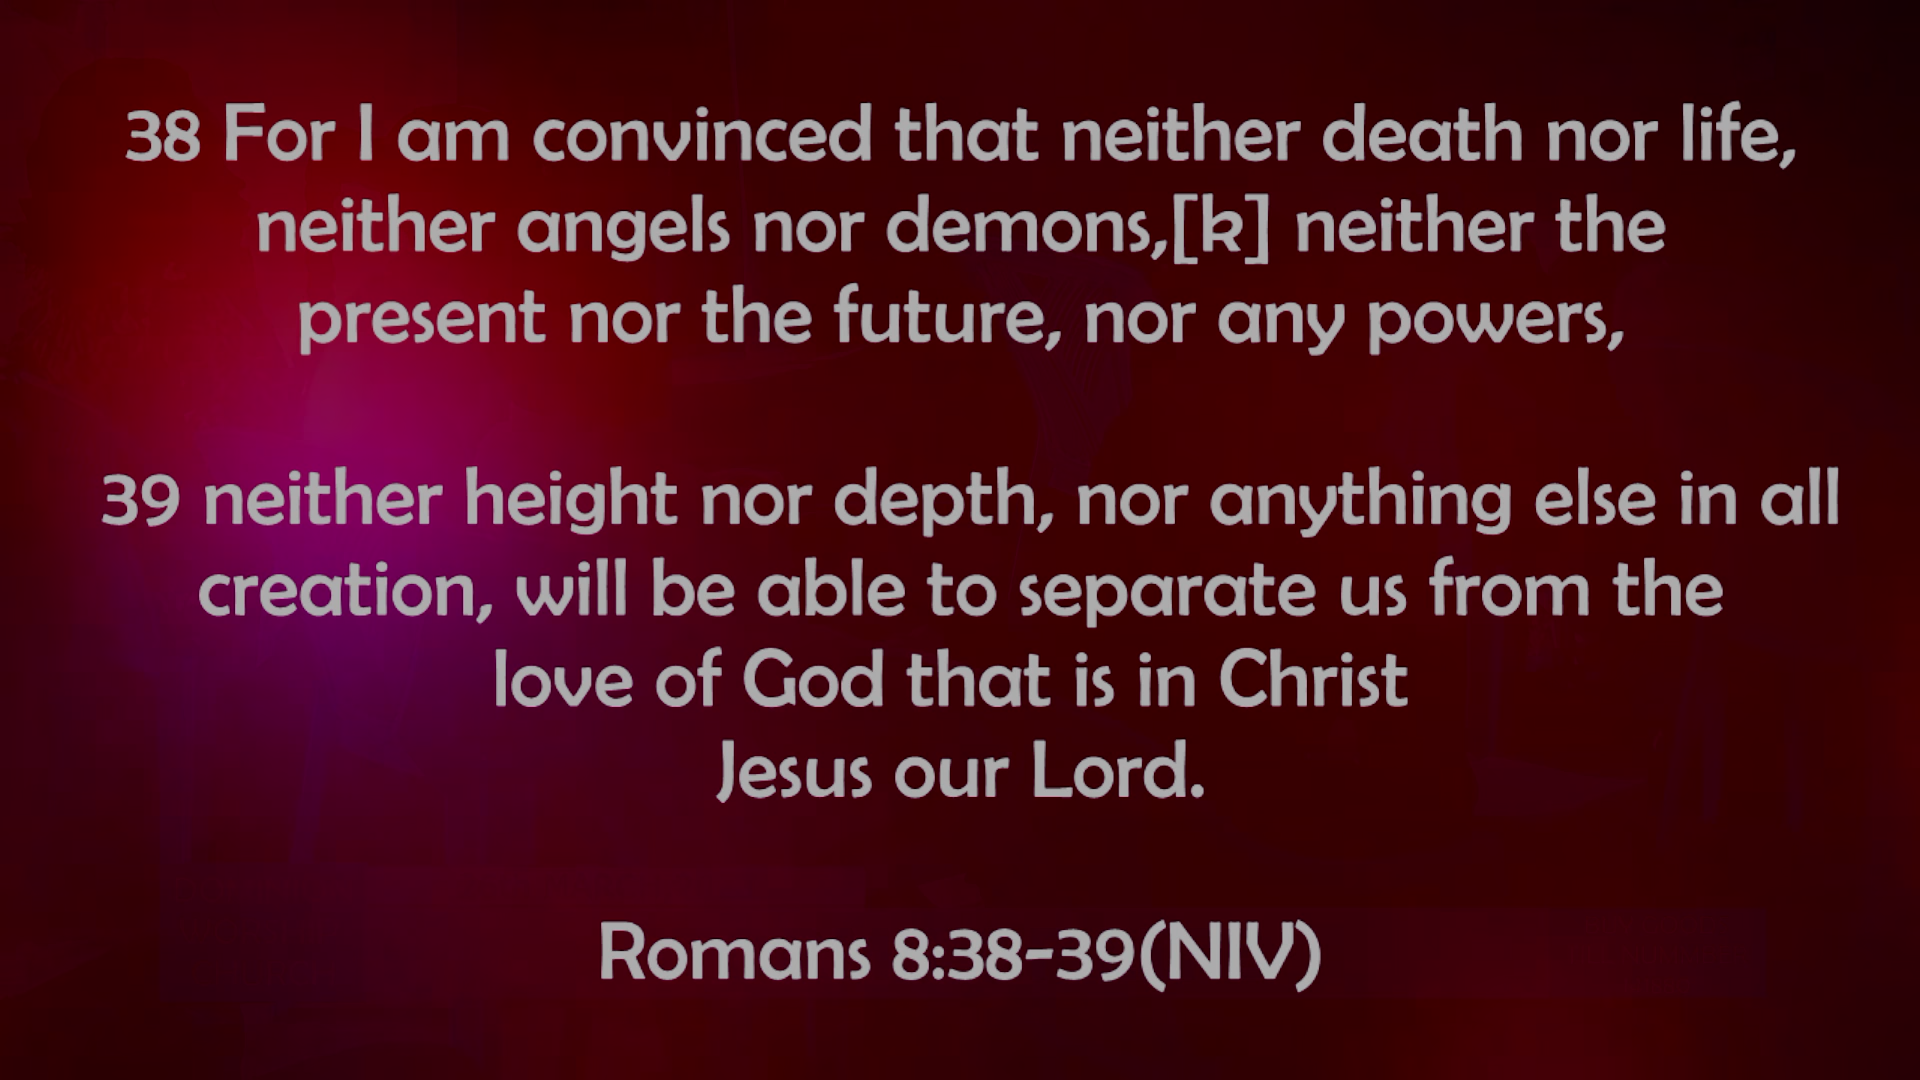 38 For I am convinced that neither death nor life,
neither angels nor demons,[k] neither the
present nor the future, nor any powers,
39 neither height nor depth, nor anything else in all
creation, will be able to separate us from the
love of God that is in Christ
Jesus our Lord.
Romans 8:38-39(NIV)